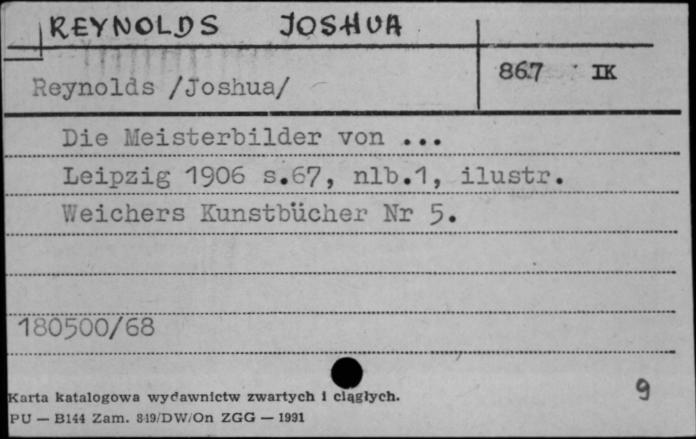 REYNOLDS JOSHUA
Reynolds /Joshua/
867 IK
Die Meisterbilder von ...
Leipzig 1906 s.67, nlb.1, ilustr.
Weichers Kunstbücher Nr 5.
180500/68
9
Karta katalogowa wydawnictw zwartych i ciągłych.
PU — B144 Zam. 849/DW/On ZGG — 1991